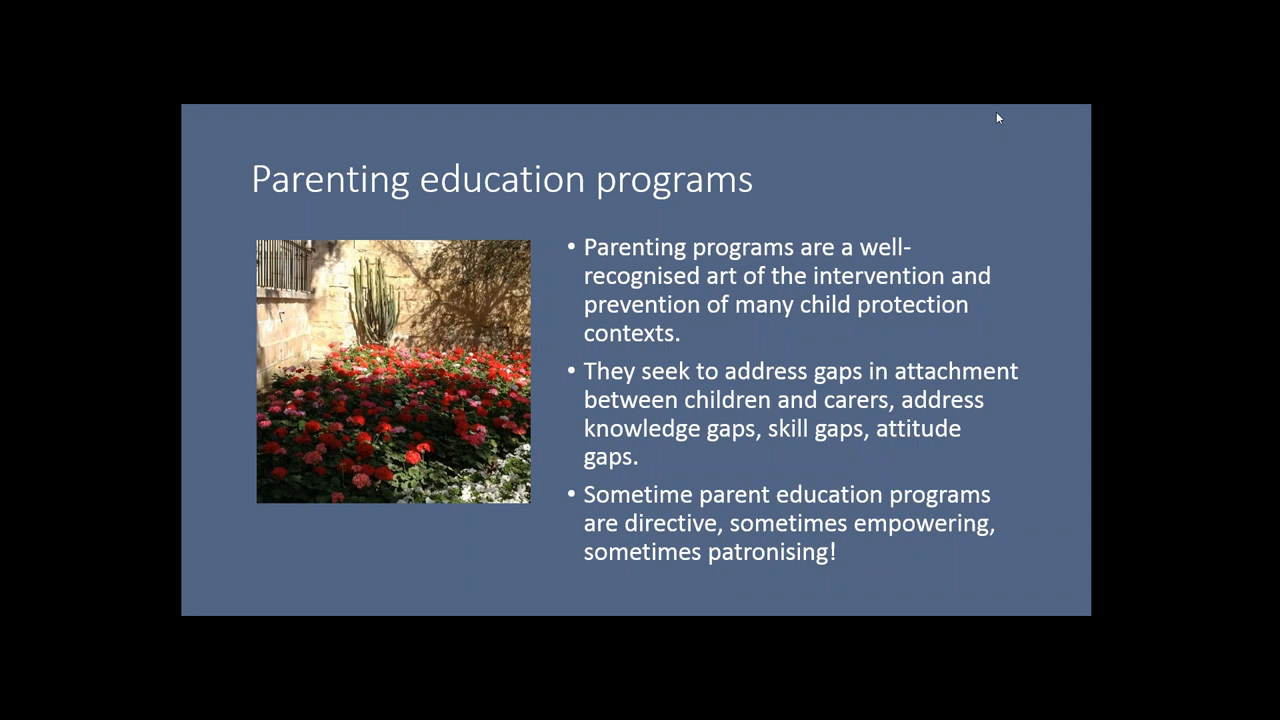 Parenting education programs
• Parenting programs are a well-
recognised art of the intervention and
prevention of many child protection
contexts.
• They seek to address gaps in attachment
between children and carers, address
knowledge gaps, skill gaps, attitude
gaps.
• Sometime parent education programs
are directive, sometimes empowering,
sometimes patronising!